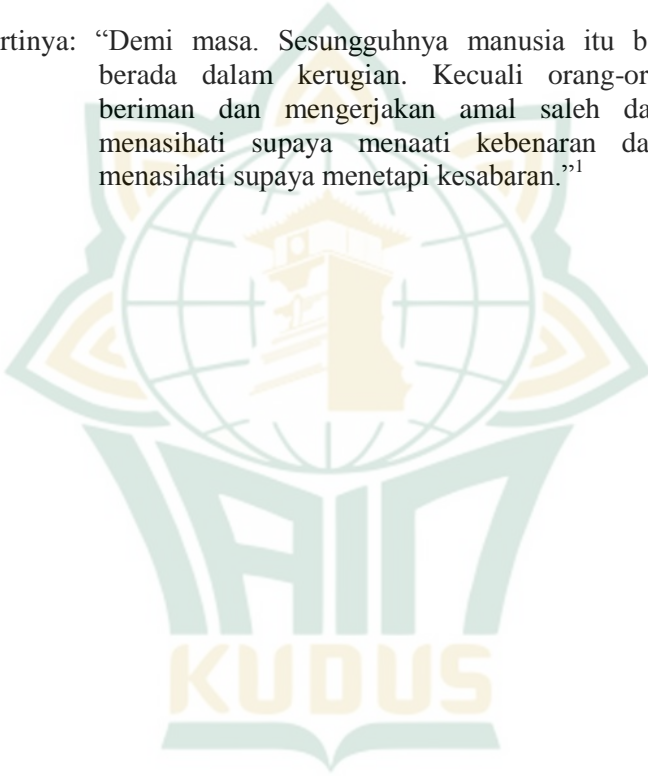 rtinya: “Demi masa. Sesungguhnya manusia itu b
berada dalam kerugian. Kecuali orang-or
beriman dan mengerjakan amal saleh da
menasihati supaya menaati kebenaran da
menasihati supaya menetapi kesabaran.”1
IAIN
KUDUS